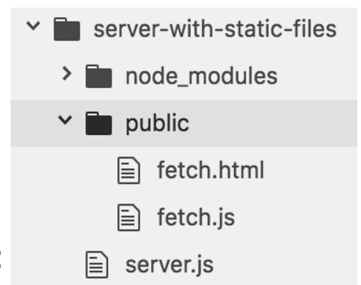 server-with-static-files
node_modules
public
fetch.html
fetch.js
server.js